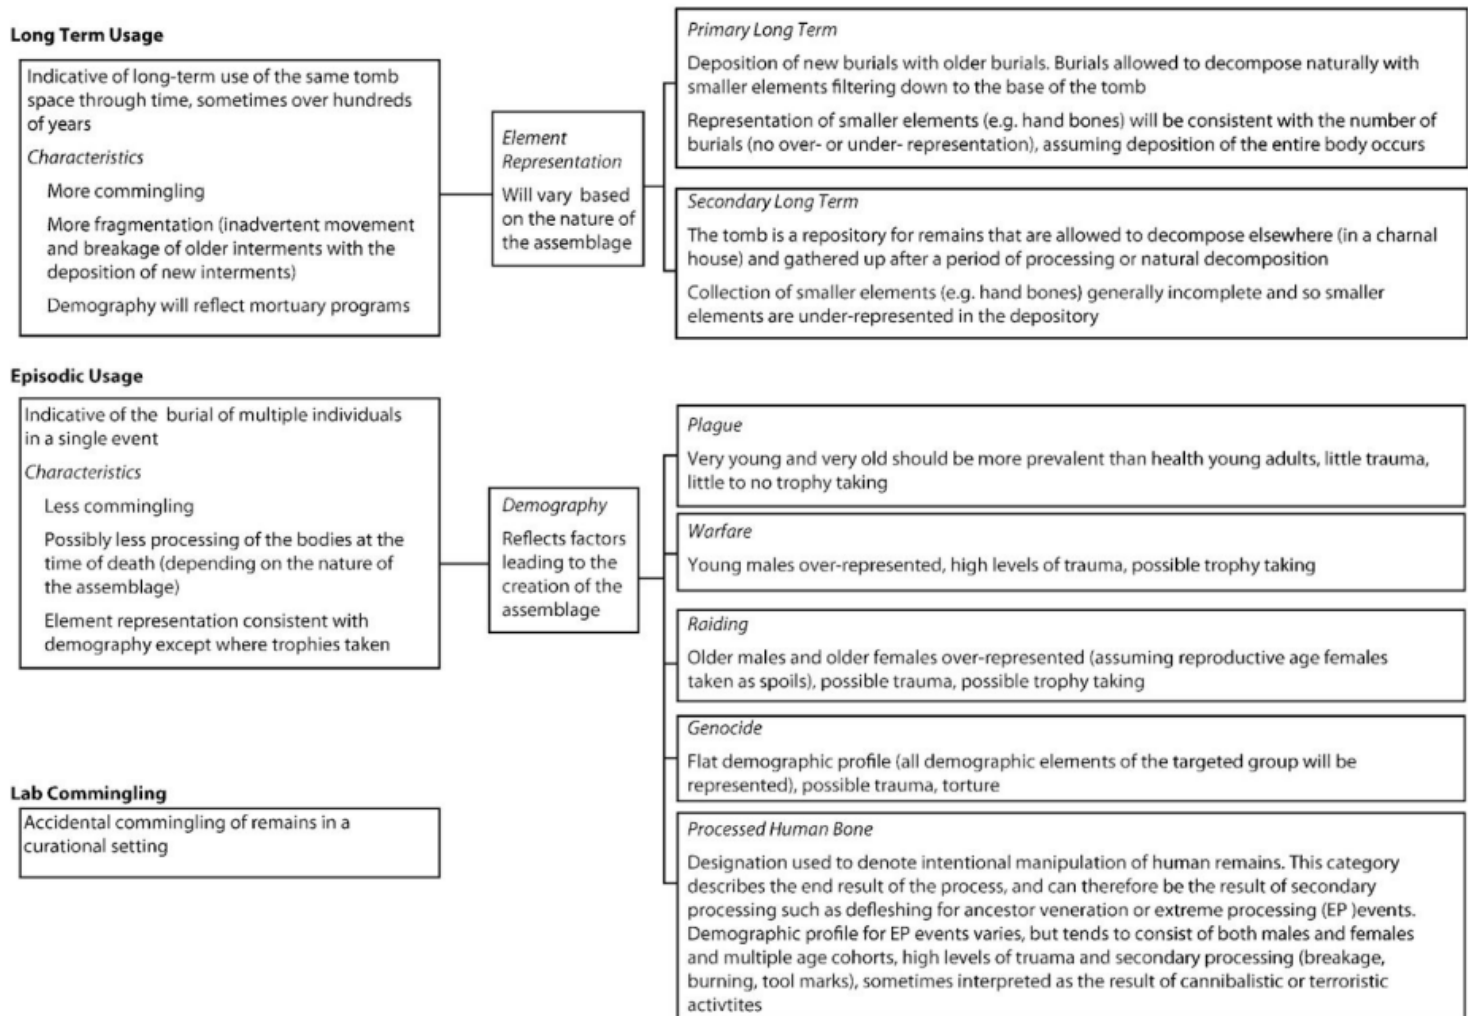 Long Term Usage
Indicative of long-term use of the same tomb
space through time, sometimes over hundreds
of years
Characteristics
More commingling
More fragmentation (inadvertent movement
and breakage of older interments with the
deposition of new interments)
Demography will reflect mortuary programs
Element
Representation
Will vary based
on the nature of
the assemblage
Primary Long Term
Deposition of new burials with older burials. Burials allowed to decompose naturally with
smaller elements filtering down to the base of the tomb
Representation of smaller elements (e.g. hand bones) will be consistent with the number of
burials (no over- or under- representation), assuming deposition of the entire body occurs
Secondary Long Term
The tomb is a repository for remains that are allowed to decompose elsewhere (in a charnal
house) and gathered up after a period of processing or natural decomposition
Collection of smaller elements (e.g. hand bones) generally incomplete and so smaller
elements are under-represented in the depository
Episodic Usage
Indicative of the burial of multiple individuals
in a single event
Characteristics
Less commingling
Possibly less processing of the bodies at the
time of death (depending on the nature of
the assemblage)
Element representation consistent with
demography except where trophies taken
Demography
Reflects factors
leading to the
creation of the
assemblage
Plague
Very young and very old should be more prevalent than health young adults, little trauma,
little to no trophy taking
Warfare
Young males over-represented, high levels of trauma, possible trophy taking
Raiding
Older males and older females over-represented (assuming reproductive age females
taken as spoils), possible trauma, possible trophy taking
Genocide
Flat demographic profile (all demographic elements of the targeted group will be
represented), possible trauma, torture
Processed Human Bone
Designation used to denote intentional manipulation of human remains. This category
describes the end result of the process, and can therefore be the result of secondary
processing such as defleshing for ancestor veneration or extreme processing (EP )events.
Demographic profile for EP events varies, but tends to consist of both males and females
and multiple age cohorts, high levels of truama and secondary processing (breakage,
burning, tool marks), sometimes interpreted as the result of cannibalistic or terroristic
activtites
Lab Commingling
Accidental commingling of remains in a
curational setting